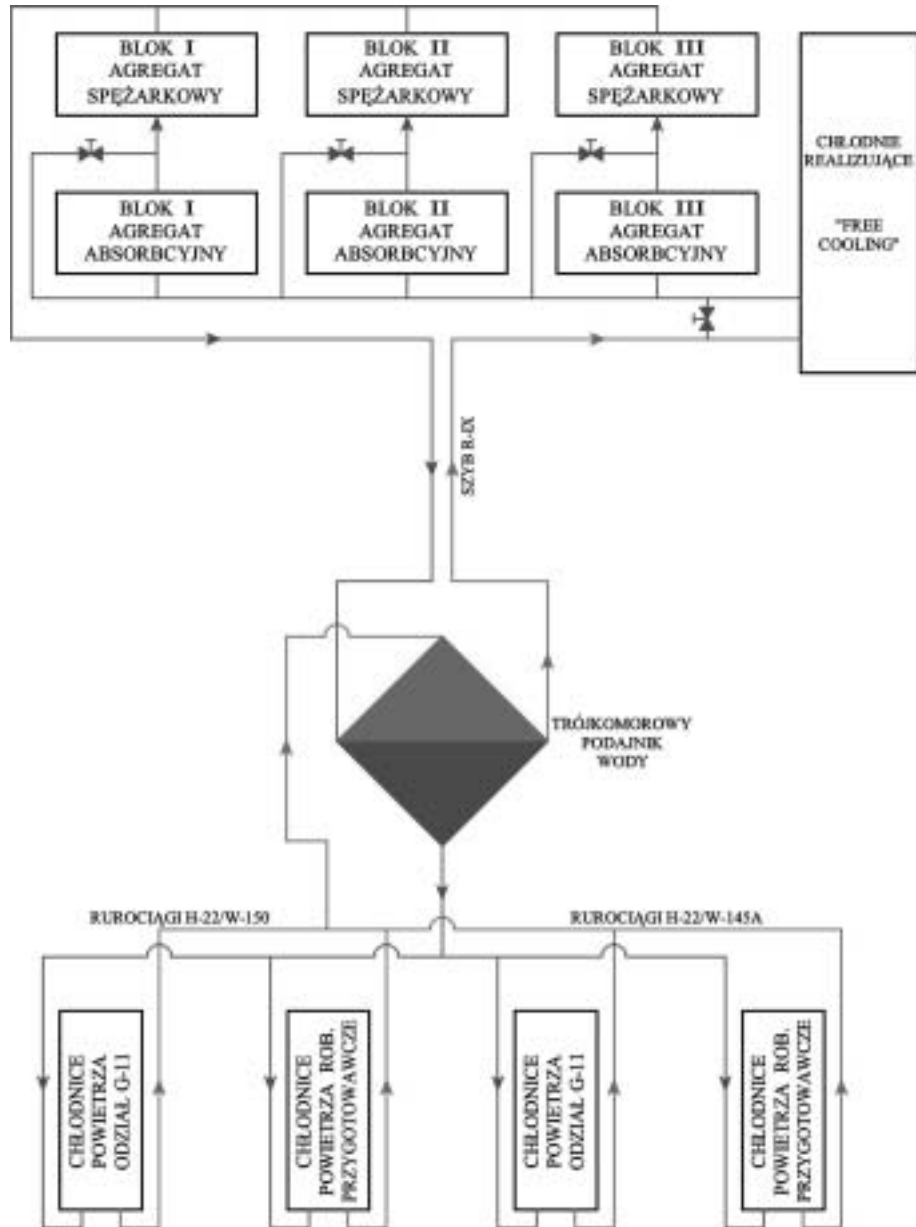 BLOK I
AGREGAT
SPĘŻARKOWY
BLOK II
AGREGAT
SPĘŻARKOWY
BLOK III
AGREGAT
SPĘŻARKOWY
CHŁODNIE
REALIZUJĄCE
"FREE
COOLING"
BLOK I
AGREGAT
ABSORBCYJNY
BLOK II
AGREGAT
ABSORBCYJNY
BLOK III
AGREGAT
ABSORBCYJNY
SZYB R-IX
TRÓJKOMOROWY
PODAJNIK
WODY
RUROCIĄGI H-22/W-150
RUROCIĄGI H-22/W-145A
CHŁODNICE
POWIETRZA
ODZIAŁ G-11
CHŁODNICE
POWIETRZA ROB.
PRZYGOTOWAWCZE
CHŁODNICE
POWIETRZA
ODZIAŁ G-11
CHŁODNICE
POWIETRZA ROB.
PRZYGOTOWAWCZE